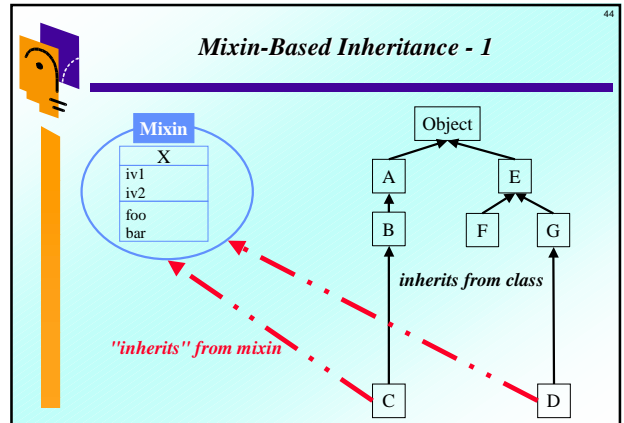 44
Mixin-Based Inheritance - 1
Mixin
X
iv1
iv2
foo
bar
Object
A
E
B
F
G
inherits from class
"inherits" from mixin
C
D